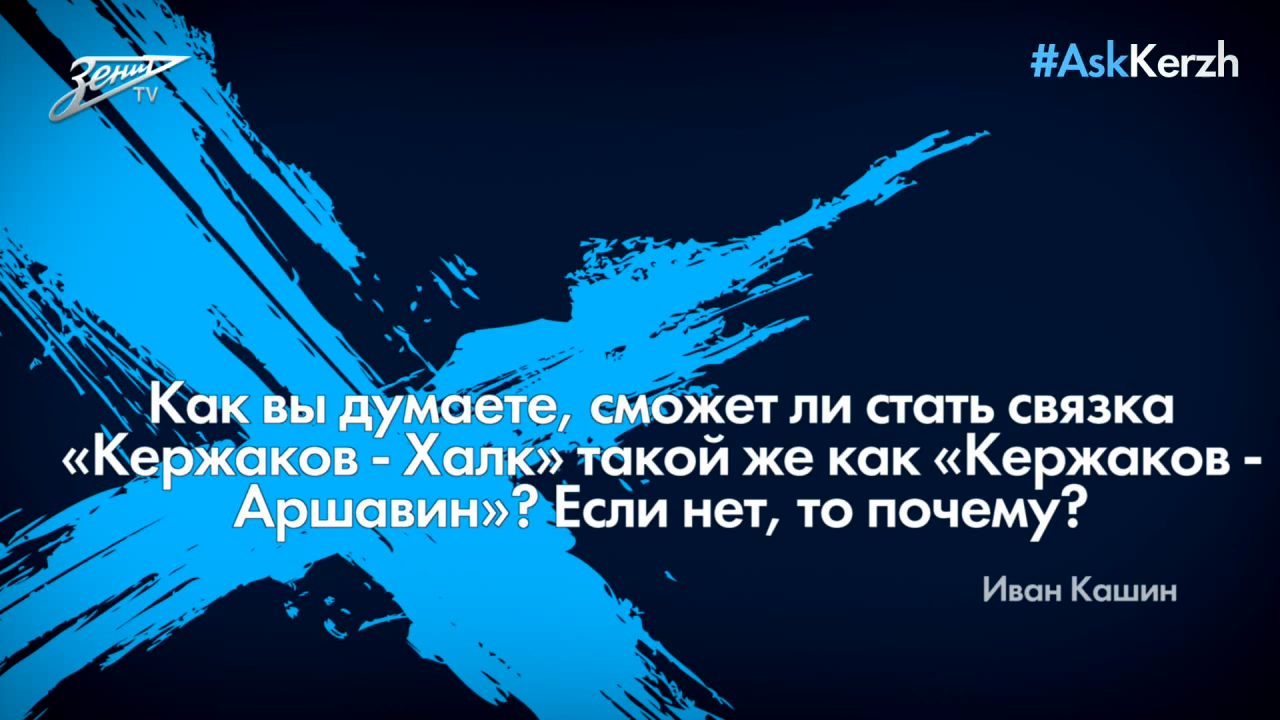 Зенит
TV
#AskKerzh
Как вы думаете, сможет ли стать связка
«Кержаков - Халк» такой же как «Кержаков -
Аршавин»? Если нет, то почему?
Иван Кашин